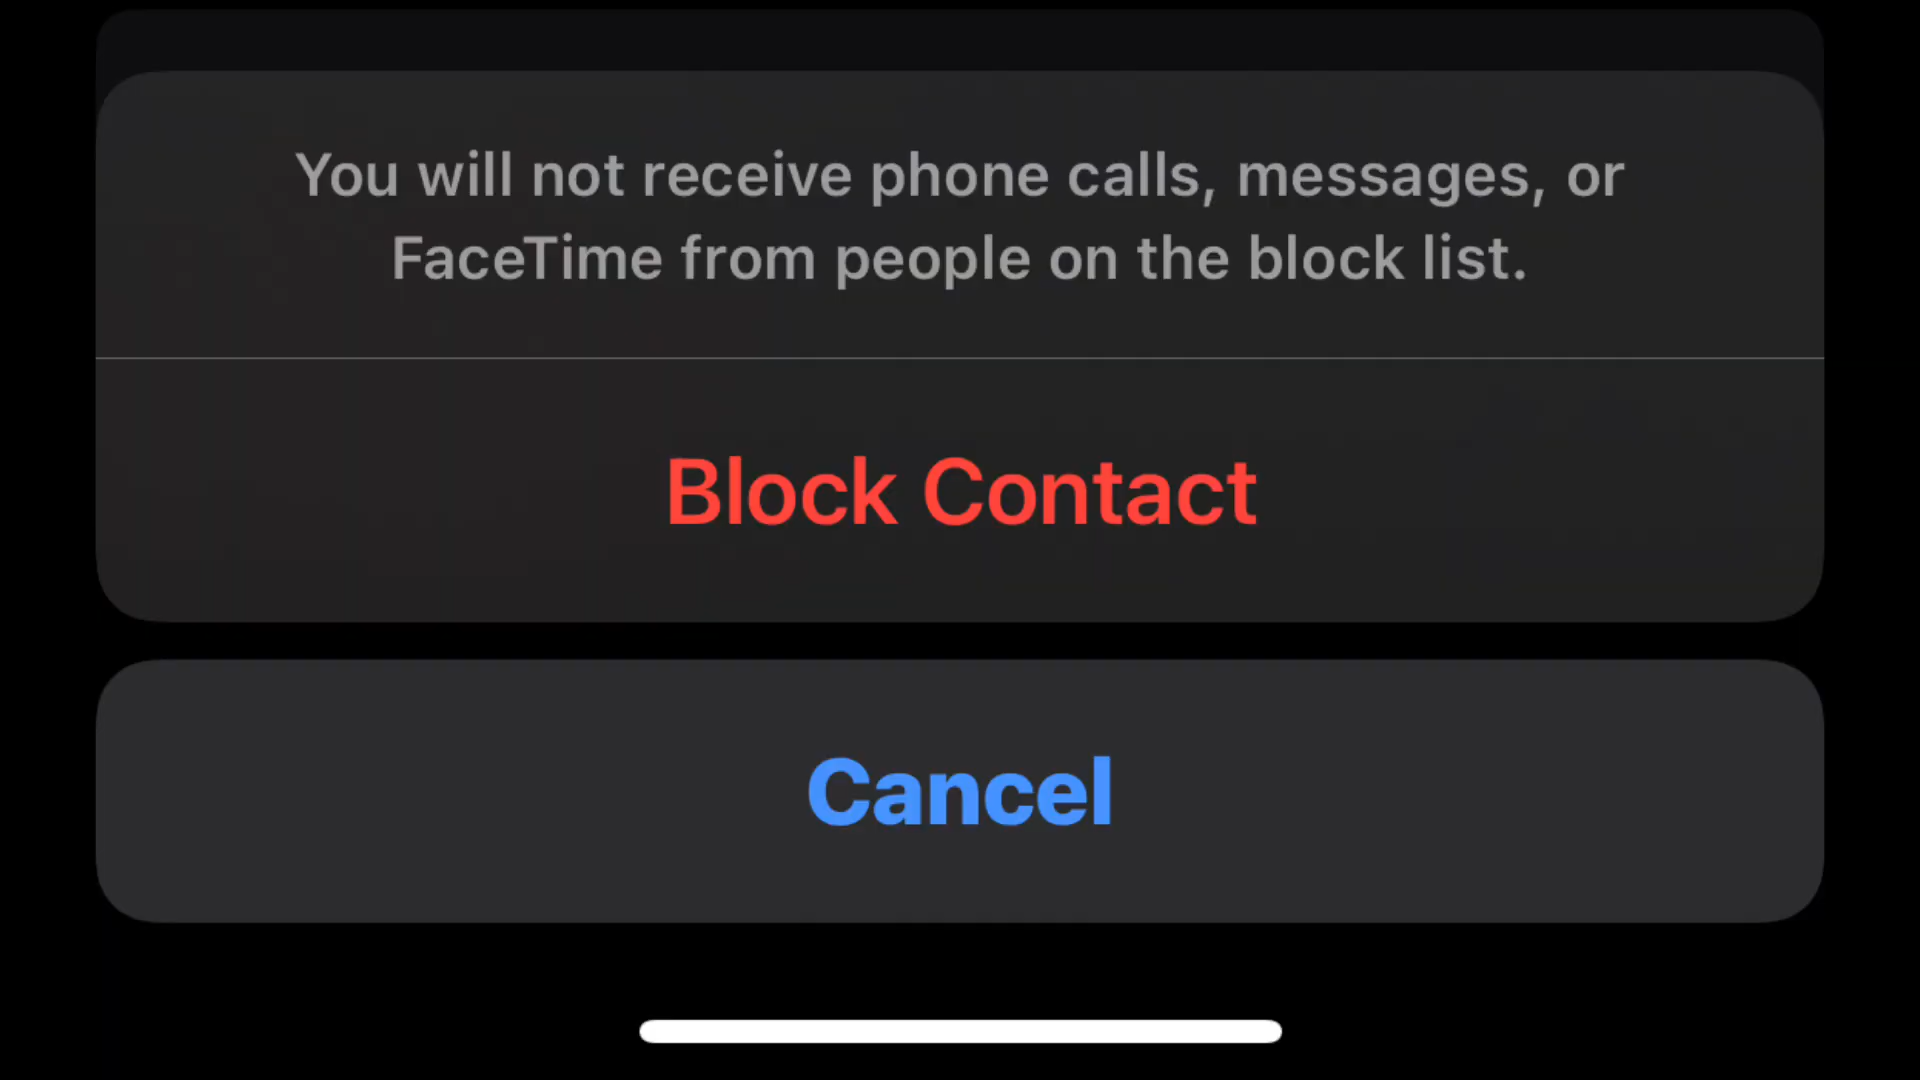 You will not receive phone calls, messages, or
FaceTime from people on the block list.
Block Contact
Cancel